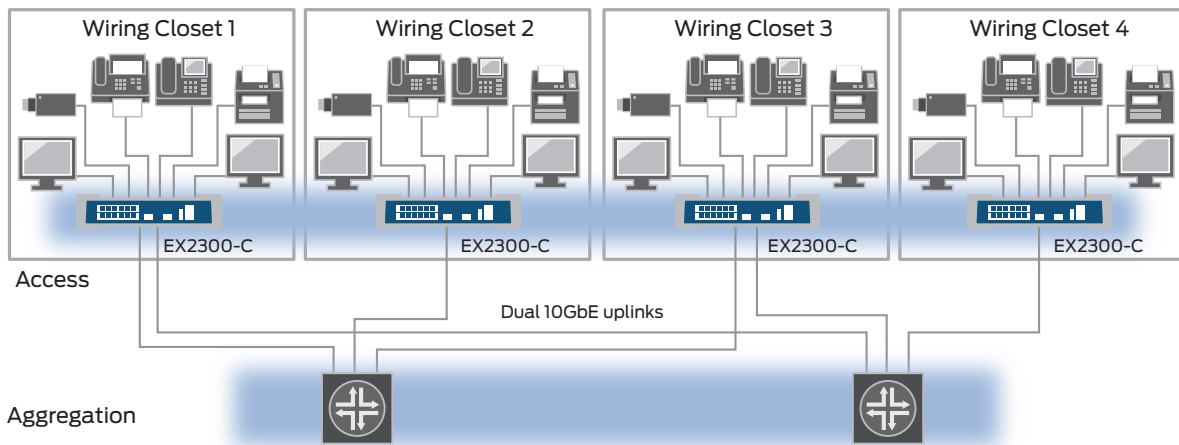 Wiring Closet 1
Wiring Closet 2
Wiring Closet 3
Wiring Closet 4
EX2300-C
EX2300-C
EX2300-C
EX2300-C
Access
Dual 10GbE uplinks
Aggregation